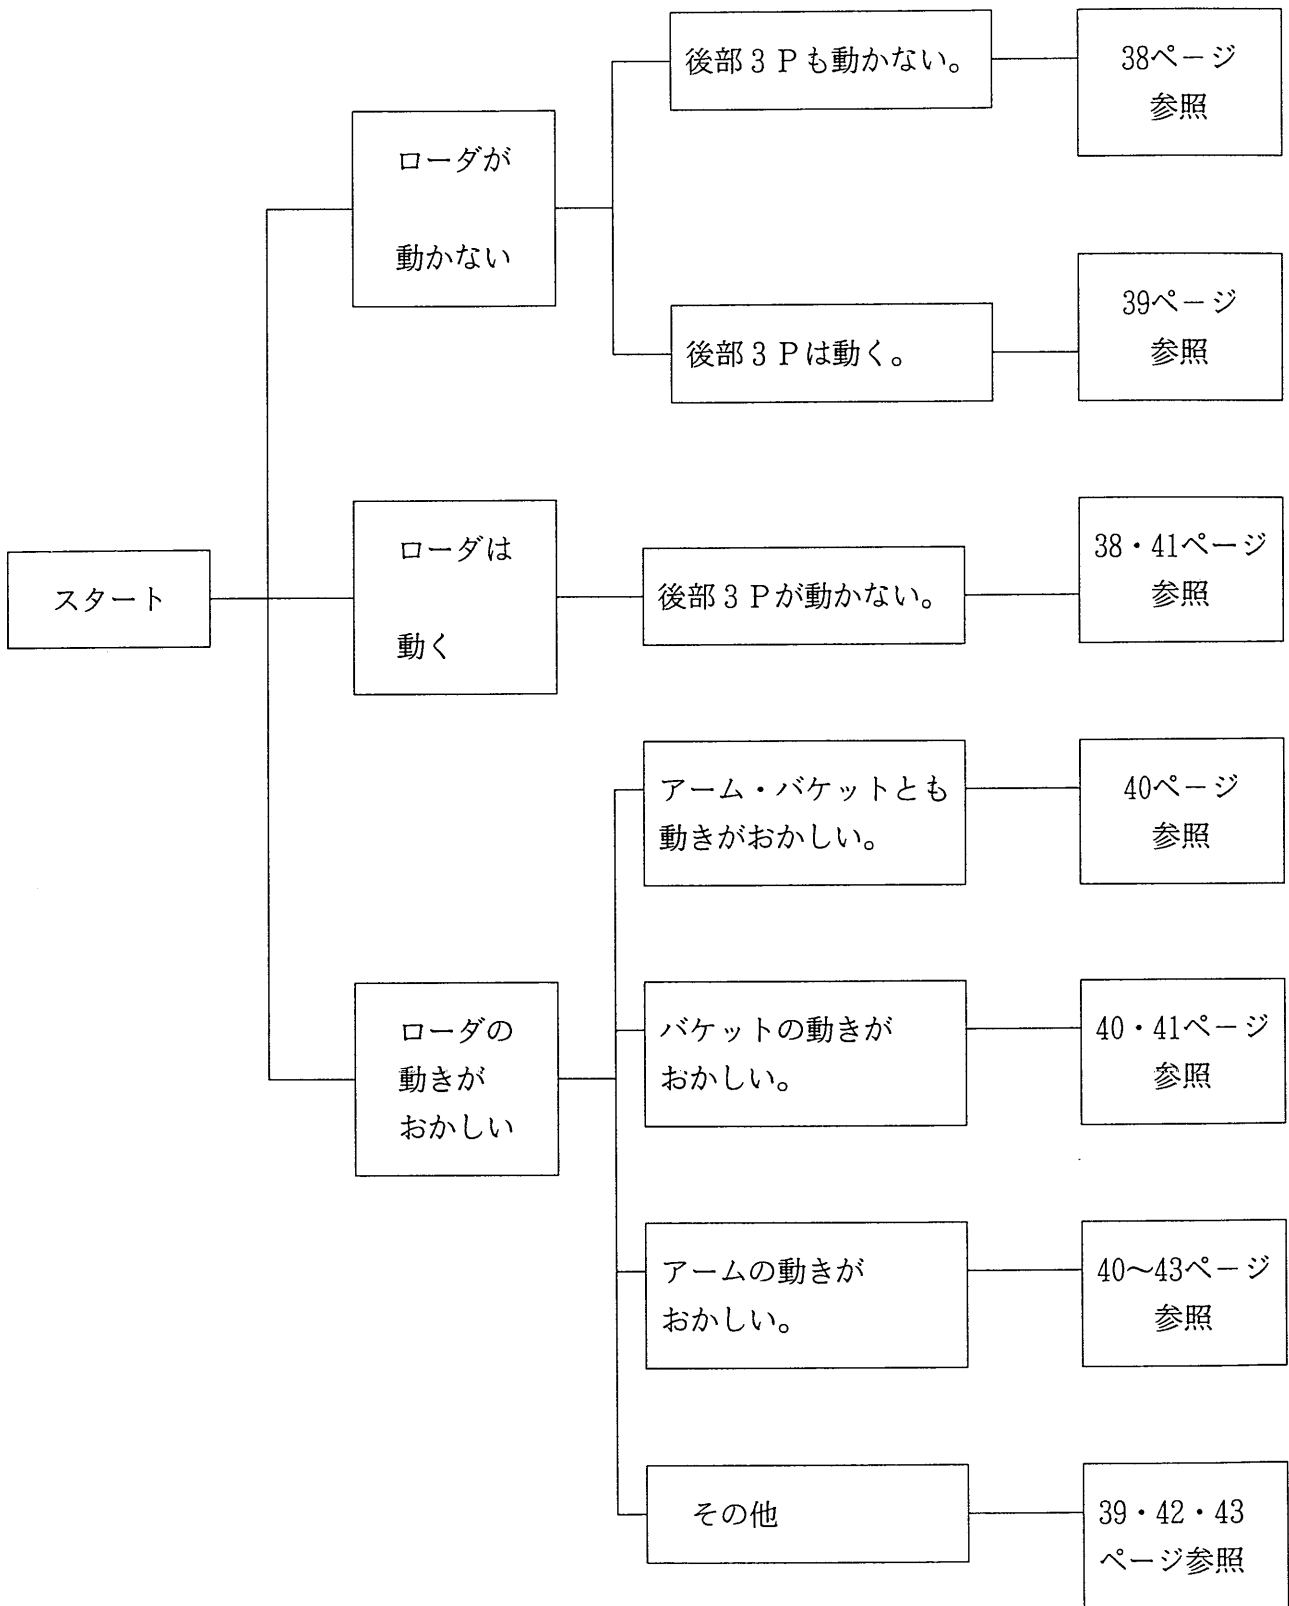 スタート
ローダが
動かない
後部3Pも動かない。
38ページ
参照
後部3Pは動く。
39ページ
参照
ローダは
動く
後部3Pが動かない。
38・41ページ
参照
ローダの
動きが
おかしい
アーム・バケットとも
動きがおかしい。
40ページ
参照
バケットの動きが
おかしい。
40・41ページ
参照
アームの動きが
おかしい。
40～43ページ
参照
その他
39・42・43
ページ参照